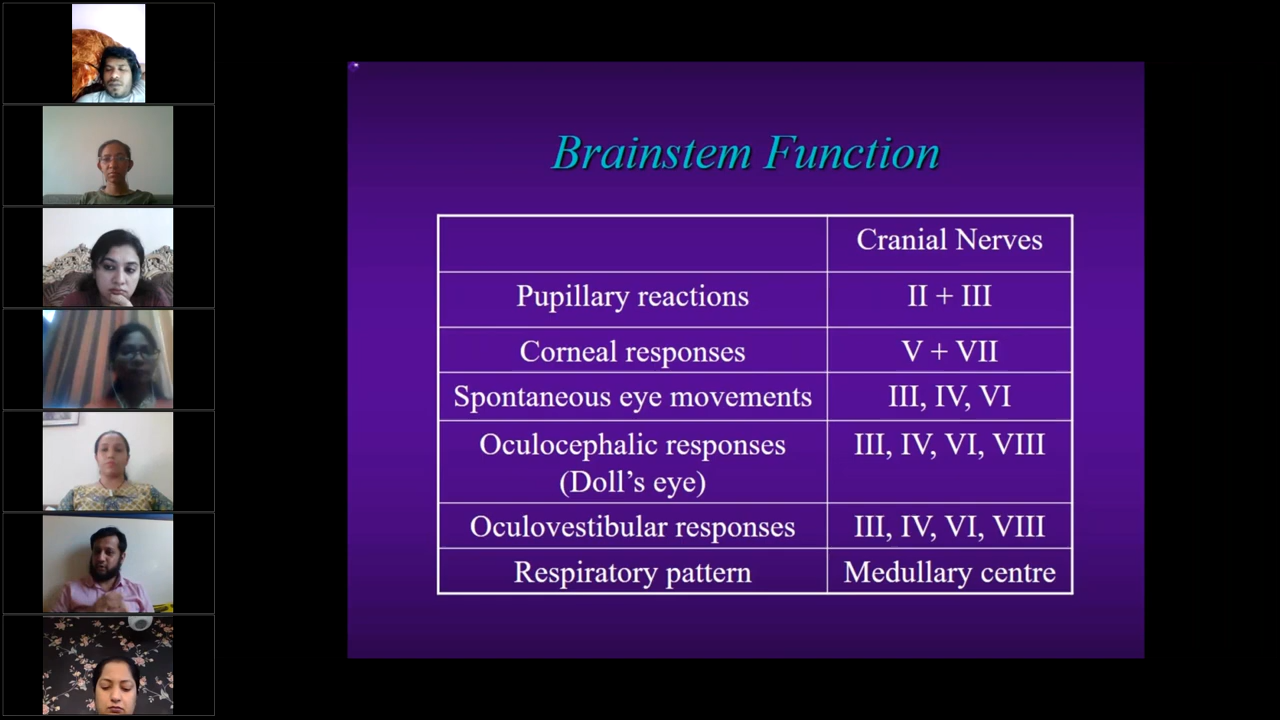 Brainstem Function
Cranial Nerves
Pupillary reactions II + III
Corneal responses V + VII
Spontaneous eye movements III, IV, VI
Oculocephalic responses III, IV, VI, VIII
(Doll's eye)
Oculovestibular responses III, IV, VI, VIII
Respiratory pattern Medullary centre